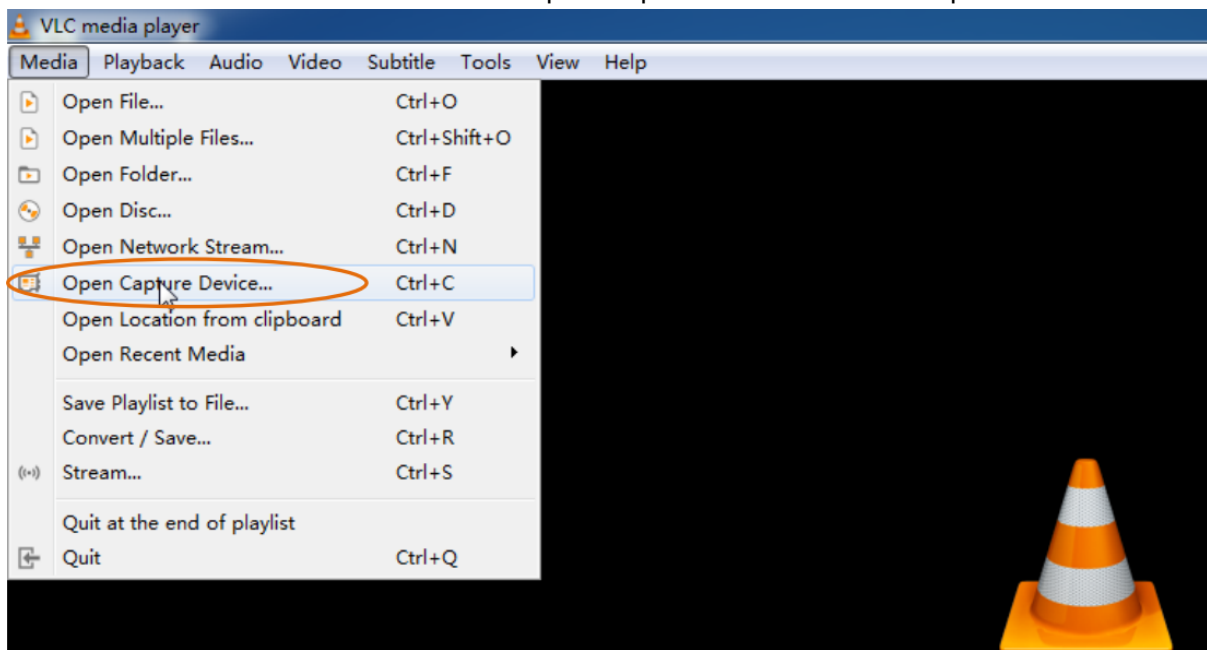 VLC media player
Media Playback Audio Video Subtitle Tools View Help
Open File... Ctrl+O
Open Multiple Files... Ctrl+Shift+O
Open Folder... Ctrl+F
Open Disc... Ctrl+D
Open Network Stream... Ctrl+N
Open Capture Device... Ctrl+C
Open Location from clipboard Ctrl+V
Open Recent Media
Save Playlist to File... Ctrl+Y
Convert / Save... Ctrl+R
Stream... Ctrl+S
Quit at the end of playlist
Quit Ctrl+Q